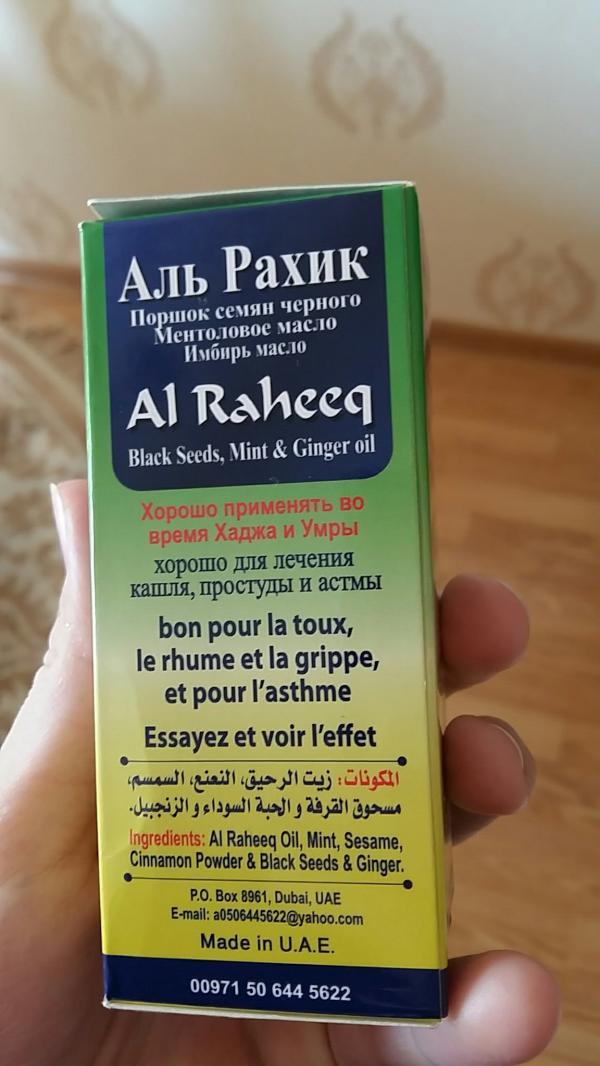 Аль Рахик
Поршок семян черного
Ментоловое масло
Имбирь масло
Al Raheeq
Black Seeds, Mint & Ginger oil
Хорошо применять во
время Хаджа и Умры
хорошо для лечения
кашля, простуды и астмы
bon pour la toux,
le rhume et la grippe,
et pour l'asthme
Essayez et voir l'effet
المكونات: زيت الرحيق، النعنع، السمسم،
مسحوق القرفة و الحبة السوداء و الزنجبيل.
Ingredients: Al Raheeq Oil, Mint, Sesame,
Cinnamon Powder & Black Seeds & Ginger.
P.O. Box 8961, Dubai, UAE
E-mail: a0506445622@yahoo.com
Made in U.A.E.
00971 50 644 5622